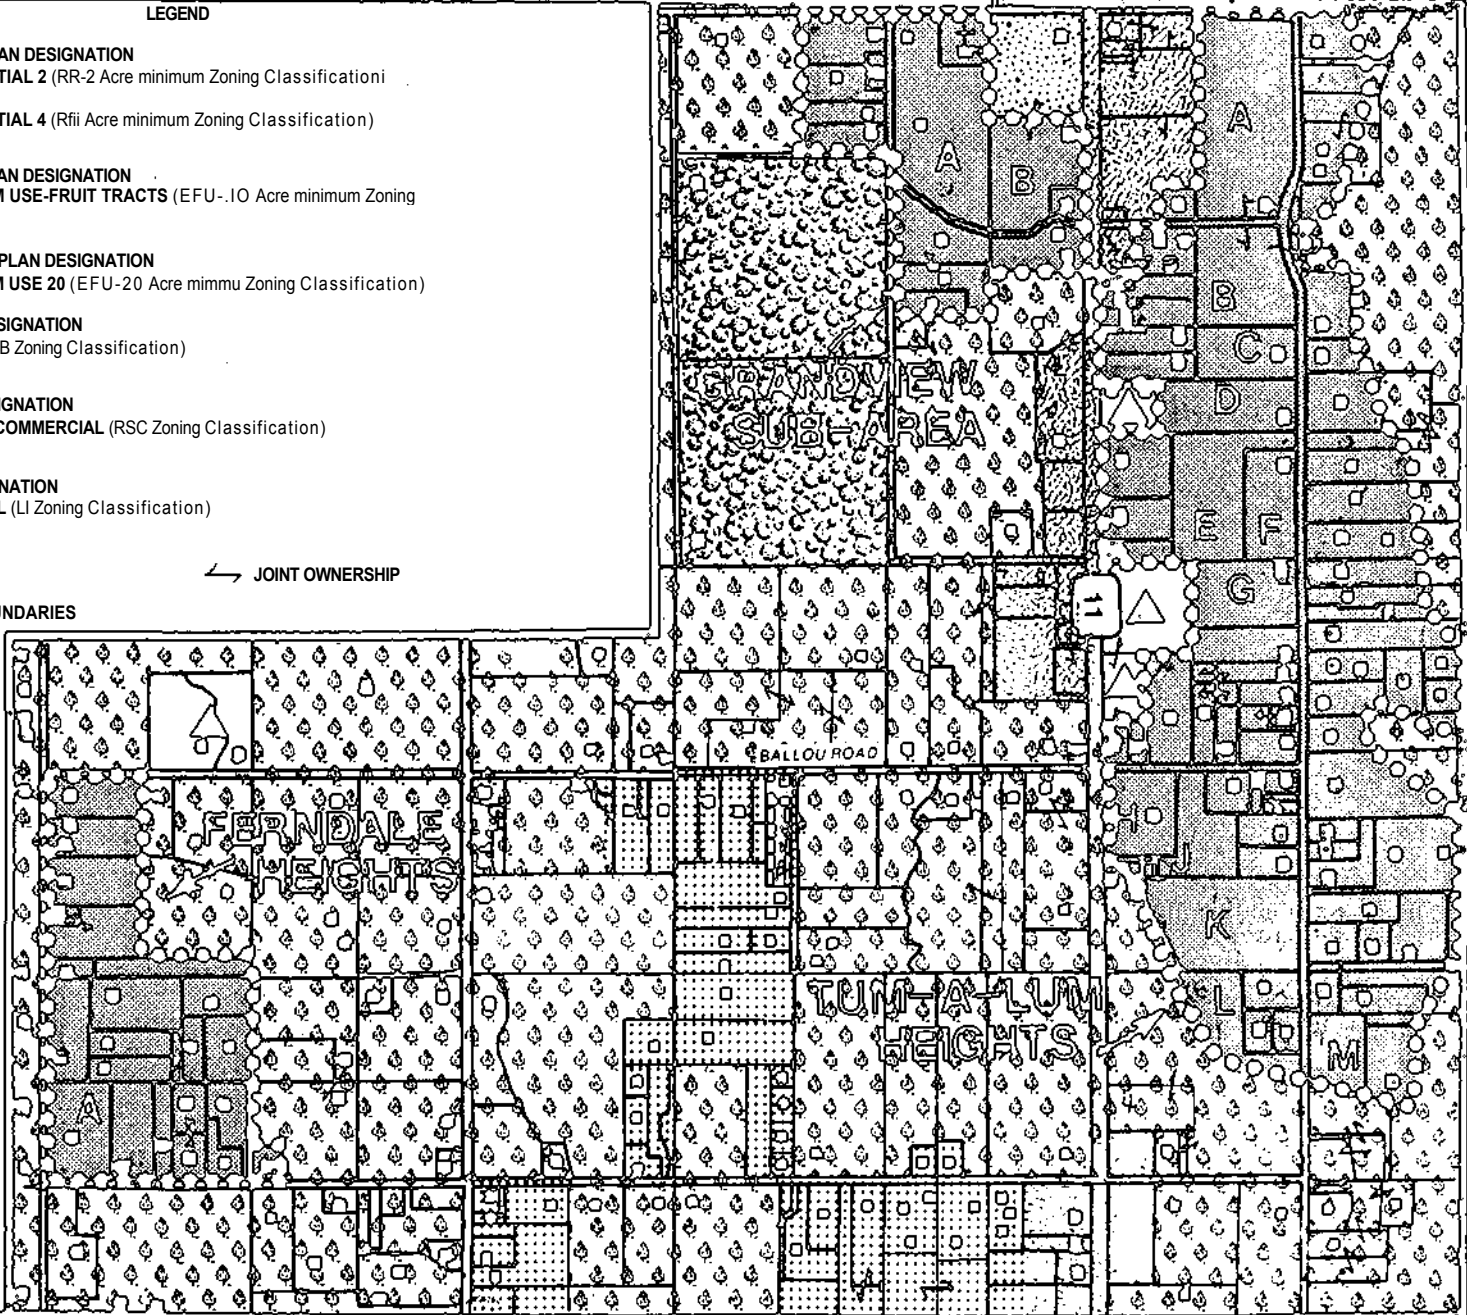 LEGEND
AN DESIGNATION
TIAL 2 (RR-2 Acre minimum Zoning Classificationi
TIAL 4 (Rfii Acre minimum Zoning Classification)
AN DESIGNATION
M USE-FRUIT TRACTS (EFU-.IO Acre minimum Zoning
PLAN DESIGNATION
M USE 20 (EFU-20 Acre mimmu Zoning Classification)
SIGNATION
B Zoning Classification)
IGNATION
COMMERCIAL (RSC Zoning Classification)
NATION
L (LI Zoning Classification)
JOINT OWNERSHIP
UNDARIES
A
B
A
B
C
D
E
F
G
GRANDVIEW
SUB-AREA
11
BALLOU ROAD
FERNDALE
HEIGHTS
H
J
K
L
M
TUM-A-LUM
HEIGHTS
A